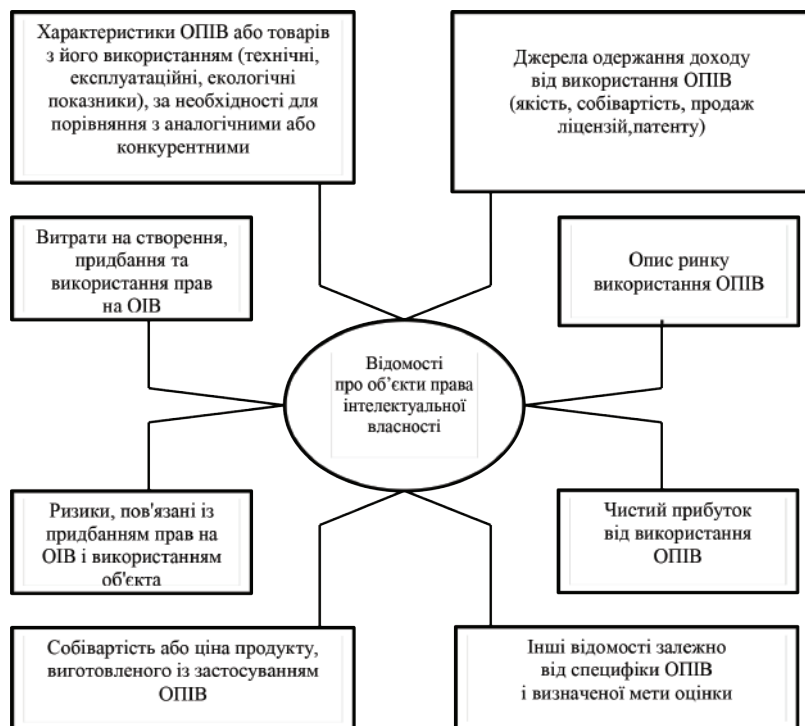 Характеристики ОПІВ або товарів
з його використанням (технічні,
експлуатаційні, екологічні
показники), за необхідності для
порівняння з аналогічними або
конкурентними
Джерела одержання доходу
від використання ОПІВ
(якість, собівартість, продаж
ліцензій,патенту)
Витрати на створення,
придбання та
використання прав
на ОІВ
Опис ринку
використання ОПІВ
Відомості
про об’єкти права
інтелектуальної
власності
Ризики, пов'язані із
придбанням прав на
ОІВ і використанням
об'єкта
Чистий прибуток
від використання
ОПІВ
Собівартість або ціна продукту,
виготовленого із застосуванням
ОПІВ
Інші відомості залежно
від специфіки ОПІВ
і визначеної мети оцінки